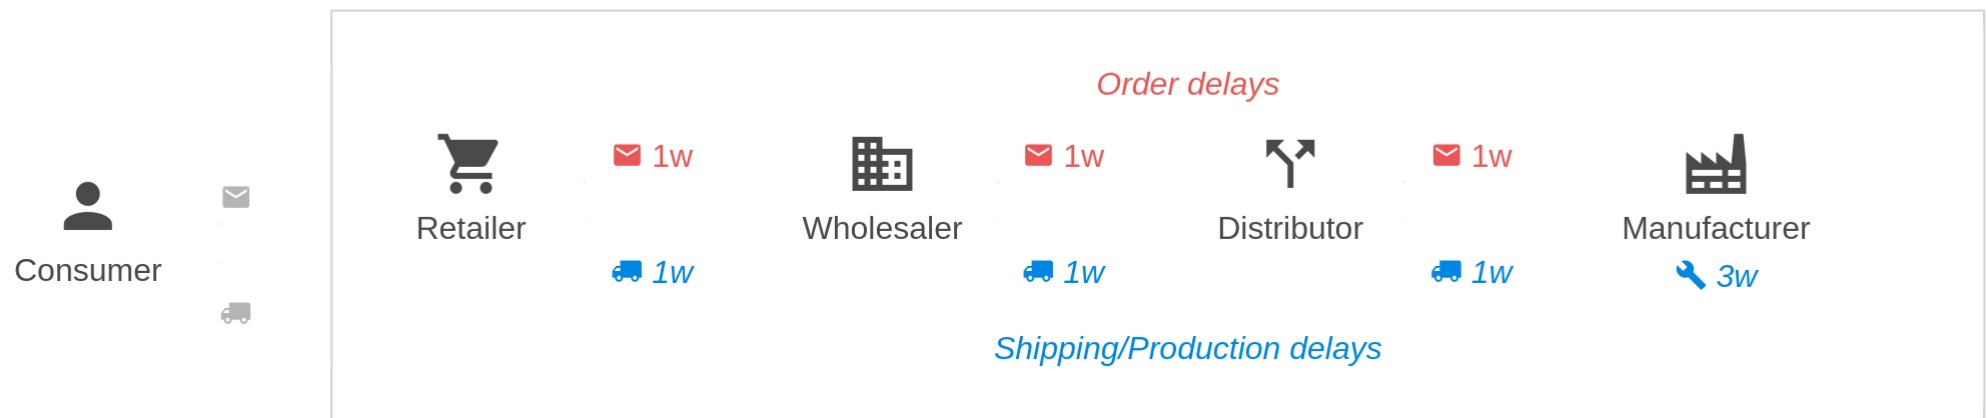 Order delays
1w 1w 1w
Retailer Wholesaler Distributor Manufacturer
Consumer
1w 1w 1w 3w
Shipping/Production delays